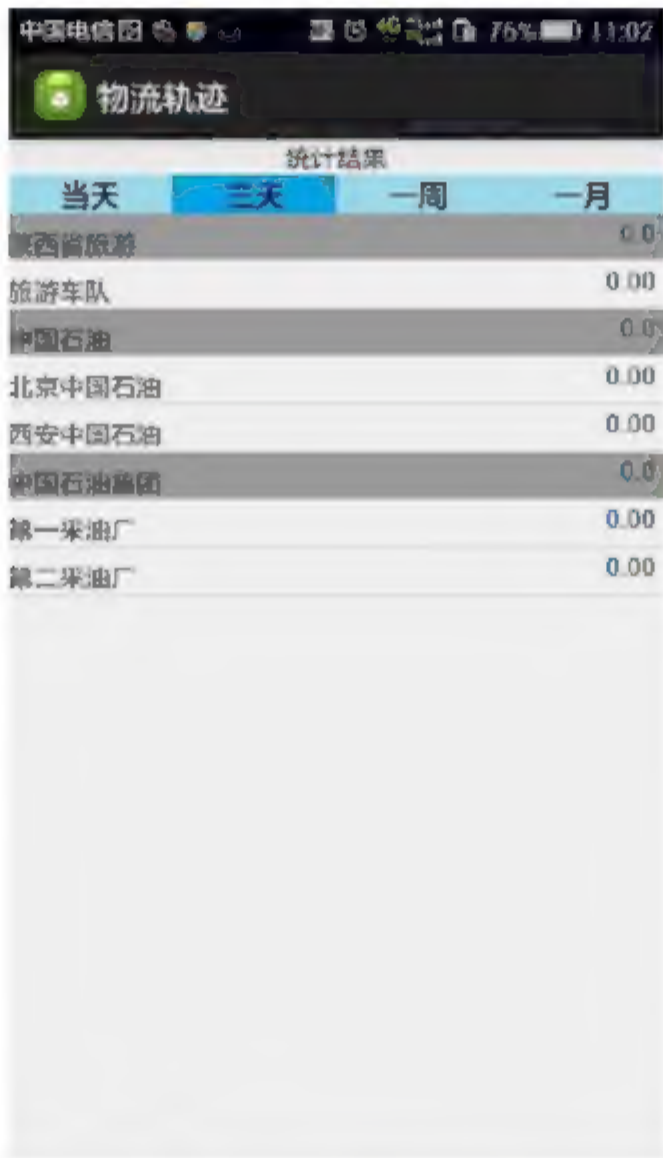 中国电信 4G 76% 11:02
物流轨迹
统计结果
当天 三天 一周 一月
陕西省旅游 0.0
旅游车队 0.00
中国石油 0.0
北京中国石油 0.00
西安中国石油 0.00
中国石油集团 0.0
第一采油厂 0.00
第二采油厂 0.00